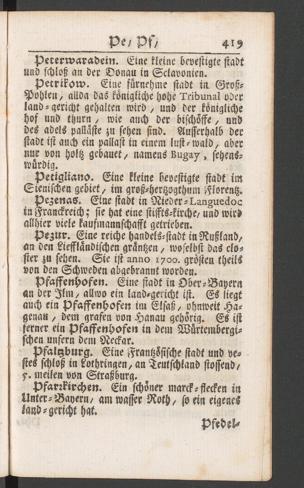 Pe/ Pf/ 419
Peterwaradein. Eine kleine bevestigte stadt
und schloß an der Donau in Sclavonien.
Petrikow. Eine fürnehme stadt in Groß-
Pohlen, allda das königliche hohe Tribunal oder
land-gericht gehalten wird, und der königliche
hof und thurn, wie auch der bischöffe, und
des adels palläste zu sehen sind. Ausserhalb der
stadt ist auch ein pallast in einem lust-wald, aber
nur von holtz gebauet, namens Bugay, sehens-
würdig.
Petigliano. Eine kleine bevestigte stadt im
Sienischen gebiet, im groß-hertzogthum Florentz.
Pezenas. Eine stadt in Nieder-Languedoc
in Franckreich; sie hat eine stiffts-kirche, und wird
allhier viele kaufmannschafft getrieben.
Pezur. Eine reiche handels-stadt in Rußland,
an den Liefländischen gräntzen, woselbst das clo-
ster zu sehen. Sie ist anno 1700. grösten theils
von den Schweden abgebrannt worden.
Pfaffenhofen. Eine stadt in Ober-Bayern
an der Ilm, allwo ein land-gericht ist. Es liegt
auch ein Pfaffenhofen im Elsaß, ohnweit Ha-
genau, dem grafen von Hanau gehörig. Es ist
ferner ein Pfaffenhofen in dem Würtembergi-
schen unfern dem Neckar.
Pfaltzburg. Eine Frantzösische stadt und ve-
stes schloß in Lothringen, an Teutschland stossend,
5. meilen von Straßburg.
Pfarrkirchen. Ein schöner marck-flecken in
Unter-Bayern, am wasser Roth, so ein eigenes
land-gericht hat.
Pfedel-